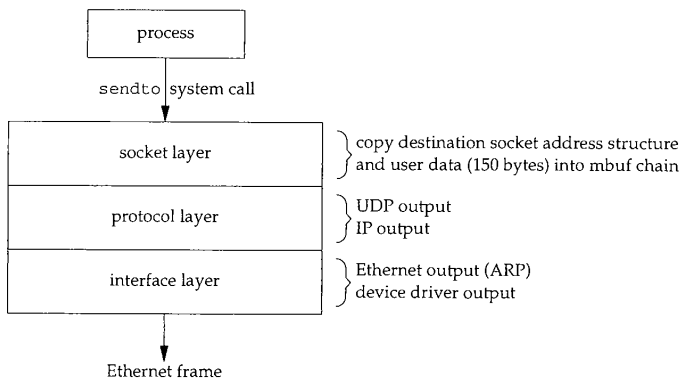 process
sendto system call
socket layer
copy destination socket address structure
and user data (150 bytes) into mbuf chain
protocol layer
UDP output
IP output
interface layer
Ethernet output (ARP)
device driver output
Ethernet frame